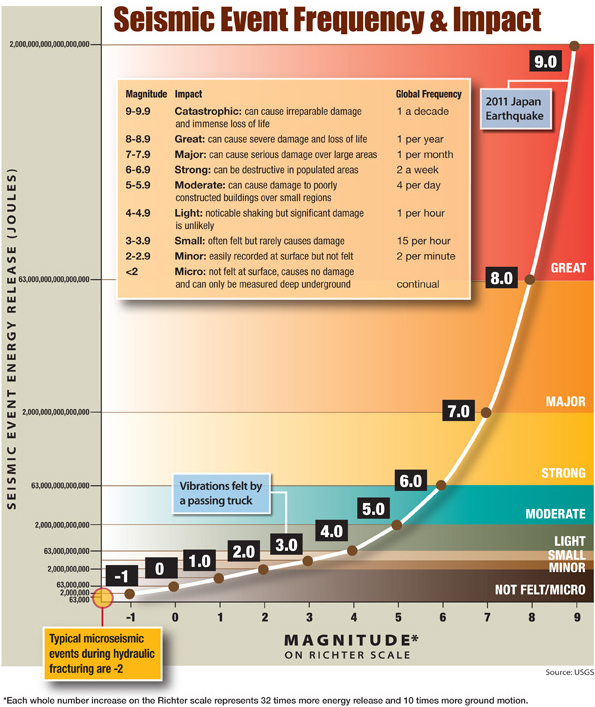 Seismic Event Frequency & Impact
2,000,000,000,000,000,000
9.0
2011 Japan
Earthquake
Magnitude Impact Global Frequency
9-9.9 Catastrophic: can cause irreparable damage 1 a decade
and immense loss of life
8-8.9 Great: can cause severe damage and loss of life 1 per year
7-7.9 Major: can cause serious damage over large areas 1 per month
6-6.9 Strong: can be destructive in populated areas 2 a week
5-5.9 Moderate: can cause damage to poorly 4 per day
constructed buildings over small regions
4-4.9 Light: noticable shaking but significant damage 1 per hour
is unlikely
3-3.9 Small: often felt but rarely causes damage 15 per hour
2-2.9 Minor: easily recorded at surface but not felt 2 per minute
<2 Micro: not felt at surface, causes no damage
and can only be measured deep underground continual
SEISMIC EVENT ENERGY RELEASE (JOULES)
GREAT
63,000,000,000,000,000
8.0
MAJOR
2,000,000,000,000,000
7.0
STRONG
63,000,000,000,000
6.0
Vibrations felt by
a passing truck
MODERATE
5.0
2,000,000,000,000
4.0
LIGHT
3.0
63,000,000,000
2.0
SMALL
1.0
2,000,000,000
MINOR
0
-1
63,000,000
2,000,000
63,000
NOT FELT/MICRO
-1 0 1 2 3 4 5 6 7 8 9
MAGNITUDE*
ON RICHTER SCALE
Typical microseismic
events during hydraulic
fracturing are -2
Source: USGS
*Each whole number increase on the Richter scale represents 32 times more energy release and 10 times more ground motion.